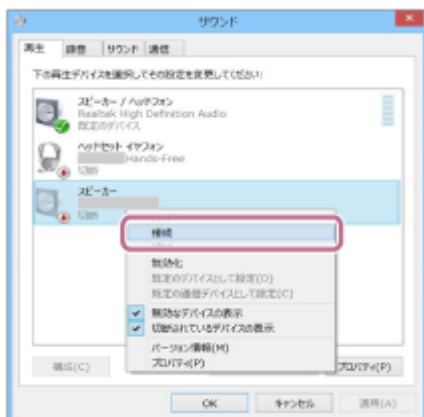 サウンド
再生 録音 サウンド 通信
下の再生デバイスを選択してその設定を変更してください:
スピーカー / ヘッドフォン
Realtek High Definition Audio
既定のデバイス
ヘッドセット イヤフォン
Hands-Free
切断
スピーカー
切断
接続
無効化
既定のデバイスとして設定(O)
既定の通信デバイスとして設定(C)
無効なデバイスの表示
切断されているデバイスの表示
バージョン情報(M)
プロパティ(P)
構成(C)
プロパティ(P)
OK キャンセル 適用(A)